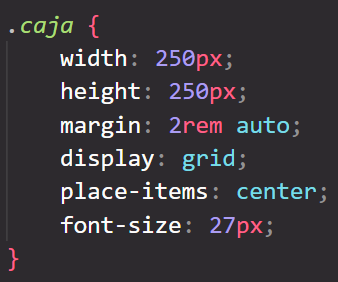 .caja {
width: 250px;
height: 250px;
margin: 2rem auto;
display: grid;
place-items: center;
font-size: 27px;
}